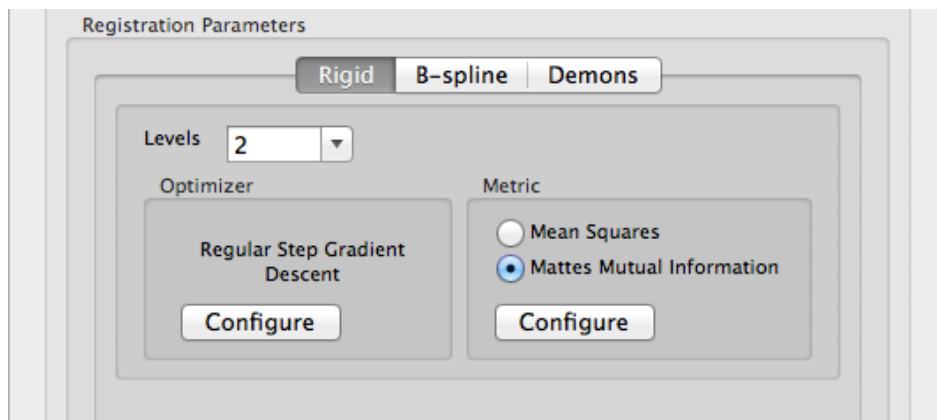 Registration Parameters
Rigid B-spline Demons
Levels 2
Optimizer
Regular Step Gradient
Descent
Configure
Metric
Mean Squares
Mattes Mutual Information
Configure